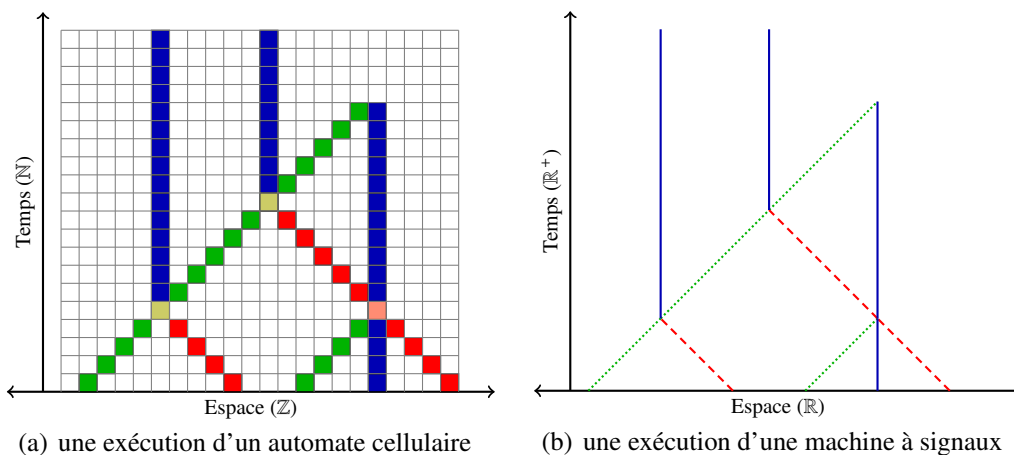 Temps (ℕ)
Espace (ℤ)
(a) une exécution d'un automate cellulaire
Temps (ℝ⁺)
Espace (ℝ)
(b) une exécution d'une machine à signaux